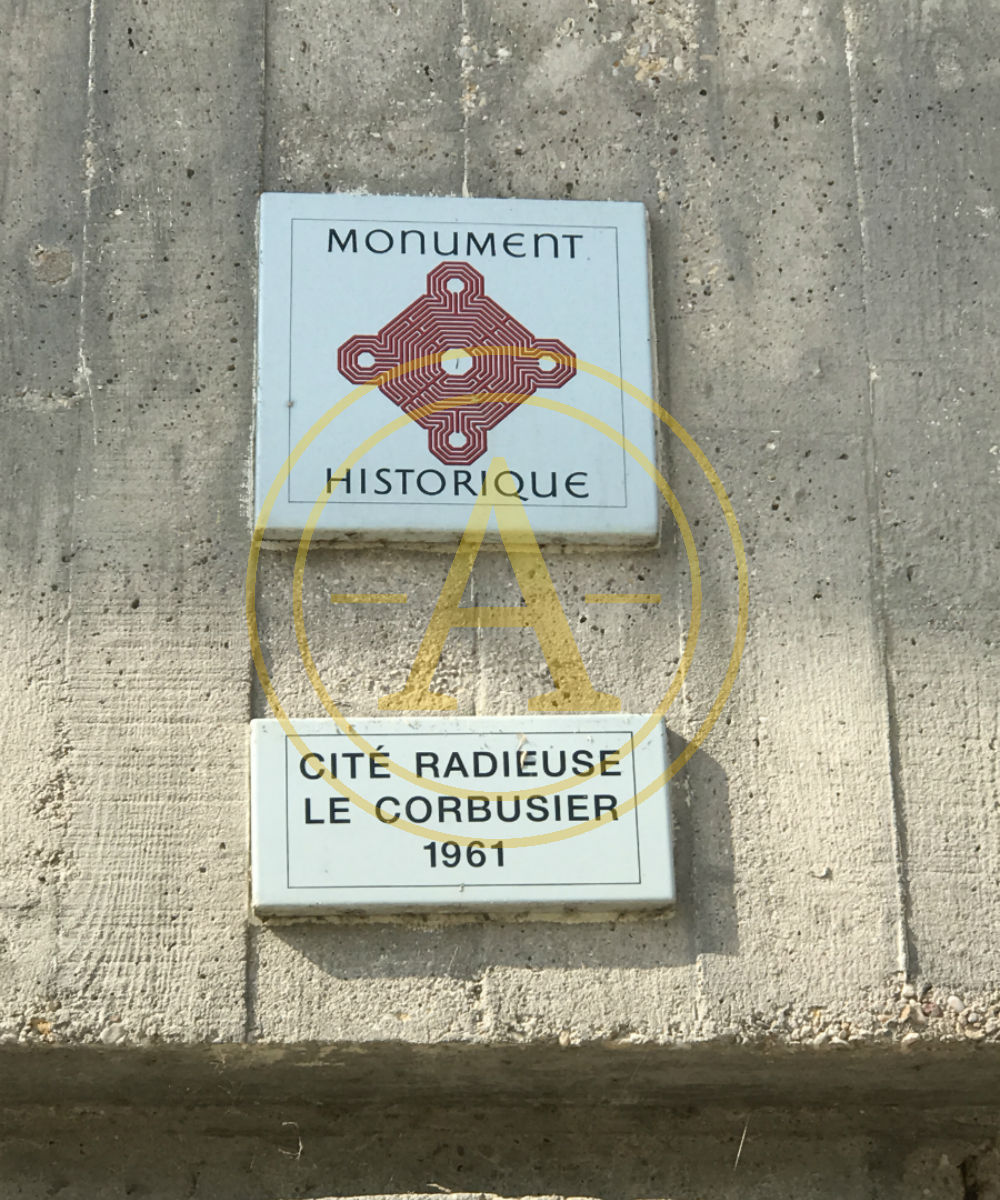 MONUMENT
HISTORIQUE
A
CITÉ RADIEUSE
LE CORBUSIER
1961